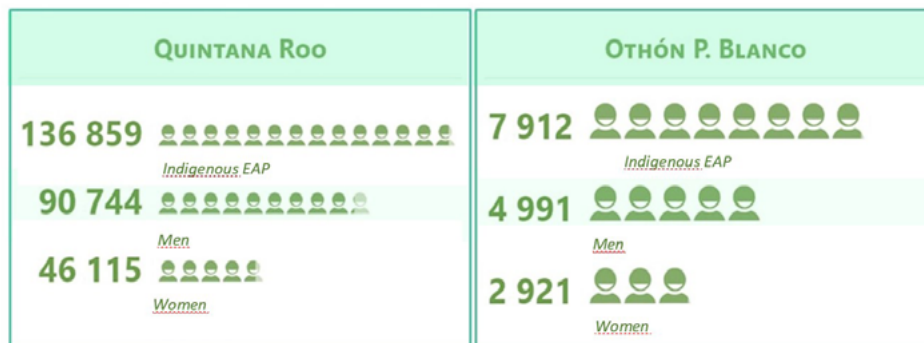 Quintana Roo
136 859
Indigenous EAP
90 744
Men
46 115
Women
Othón P. Blanco
7 912
Indigenous EAP
4 991
Men
2 921
Women